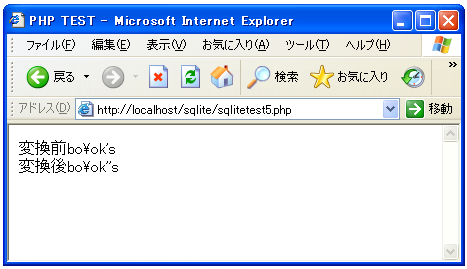 PHP TEST - Microsoft Internet Explorer
ファイル(F) 編集(E) 表示(V) お気に入り(A) ツール(T) ヘルプ(H)
戻る 検索 お気に入り »
アドレス(D) http://localhost/sqlite/sqlitetest5.php 移動
変換前bo¥ok's
変換後bo¥ok''s